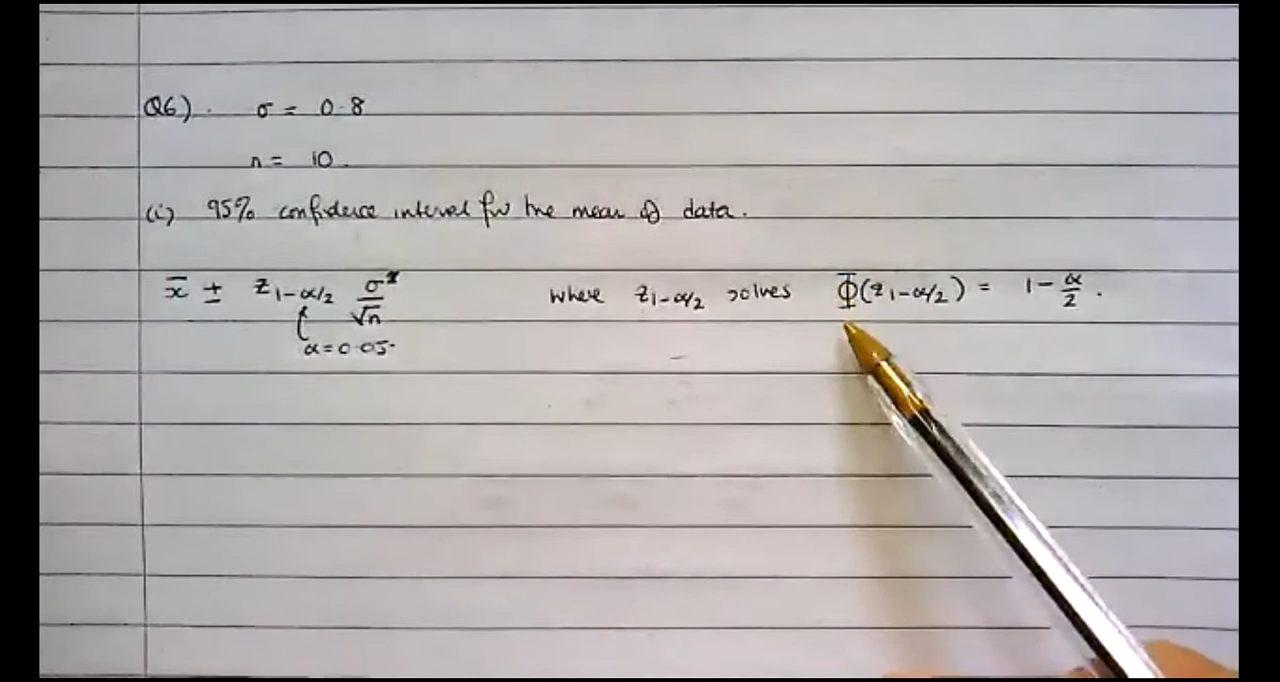 Q6). σ = 0.8
n = 10.
(i) 95% confidence interval for the mean of data.
x̄ ± z₁₋α/₂ σ/√n where z₁₋α/₂ solves Φ(z₁₋α/₂) = 1 - α/2.
α = 0.05